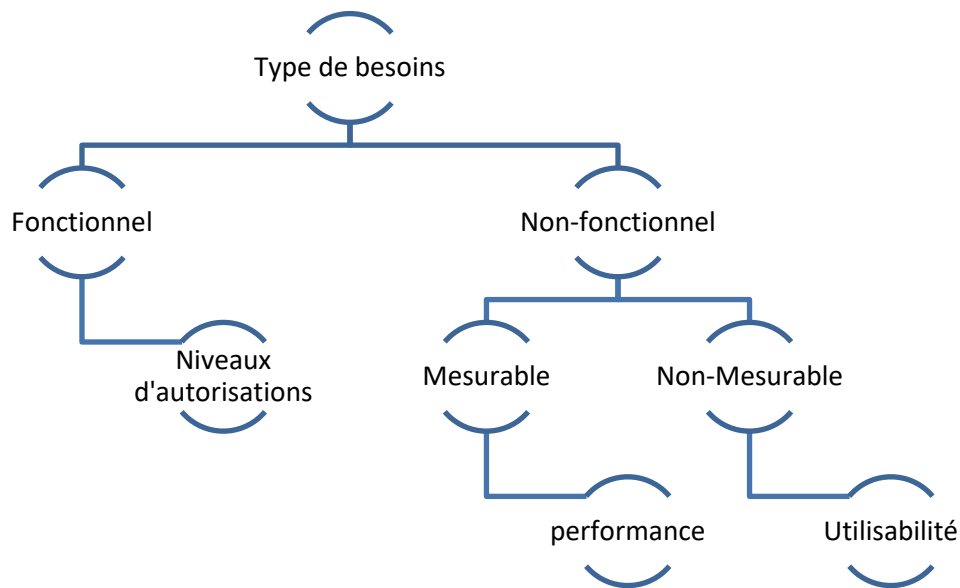 Type de besoins
Fonctionnel
Non-fonctionnel
Niveaux
d'autorisations
Mesurable
Non-Mesurable
performance
Utilisabilité